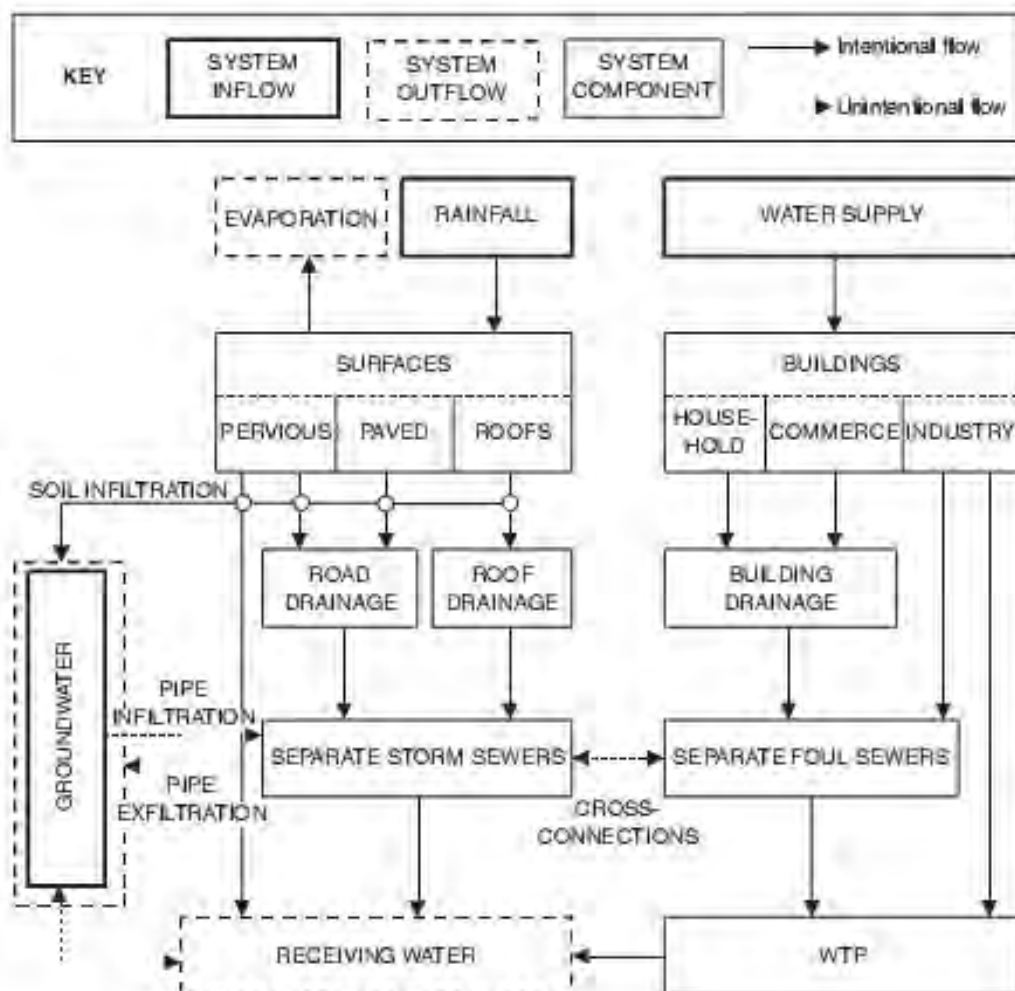 KEY
SYSTEM
INFLOW
SYSTEM
OUTFLOW
SYSTEM
COMPONENT
Intentional flow
Unintentional flow
EVAPORATION
RAINFALL
WATER SUPPLY
SURFACES
BUILDINGS
PERVIOUS
PAVED
ROOFS
HOUSE-
HOLD
COMMERCE
INDUSTRY
SOIL INFILTRATION
ROAD
DRAINAGE
ROOF
DRAINAGE
BUILDING
DRAINAGE
GROUNDWATER
PIPE
INFILTRATION
SEPARATE STORM SEWERS
SEPARATE FOUL SEWERS
PIPE
EXFILTRATION
CROSS-
CONNECTIONS
RECEIVING WATER
WTP